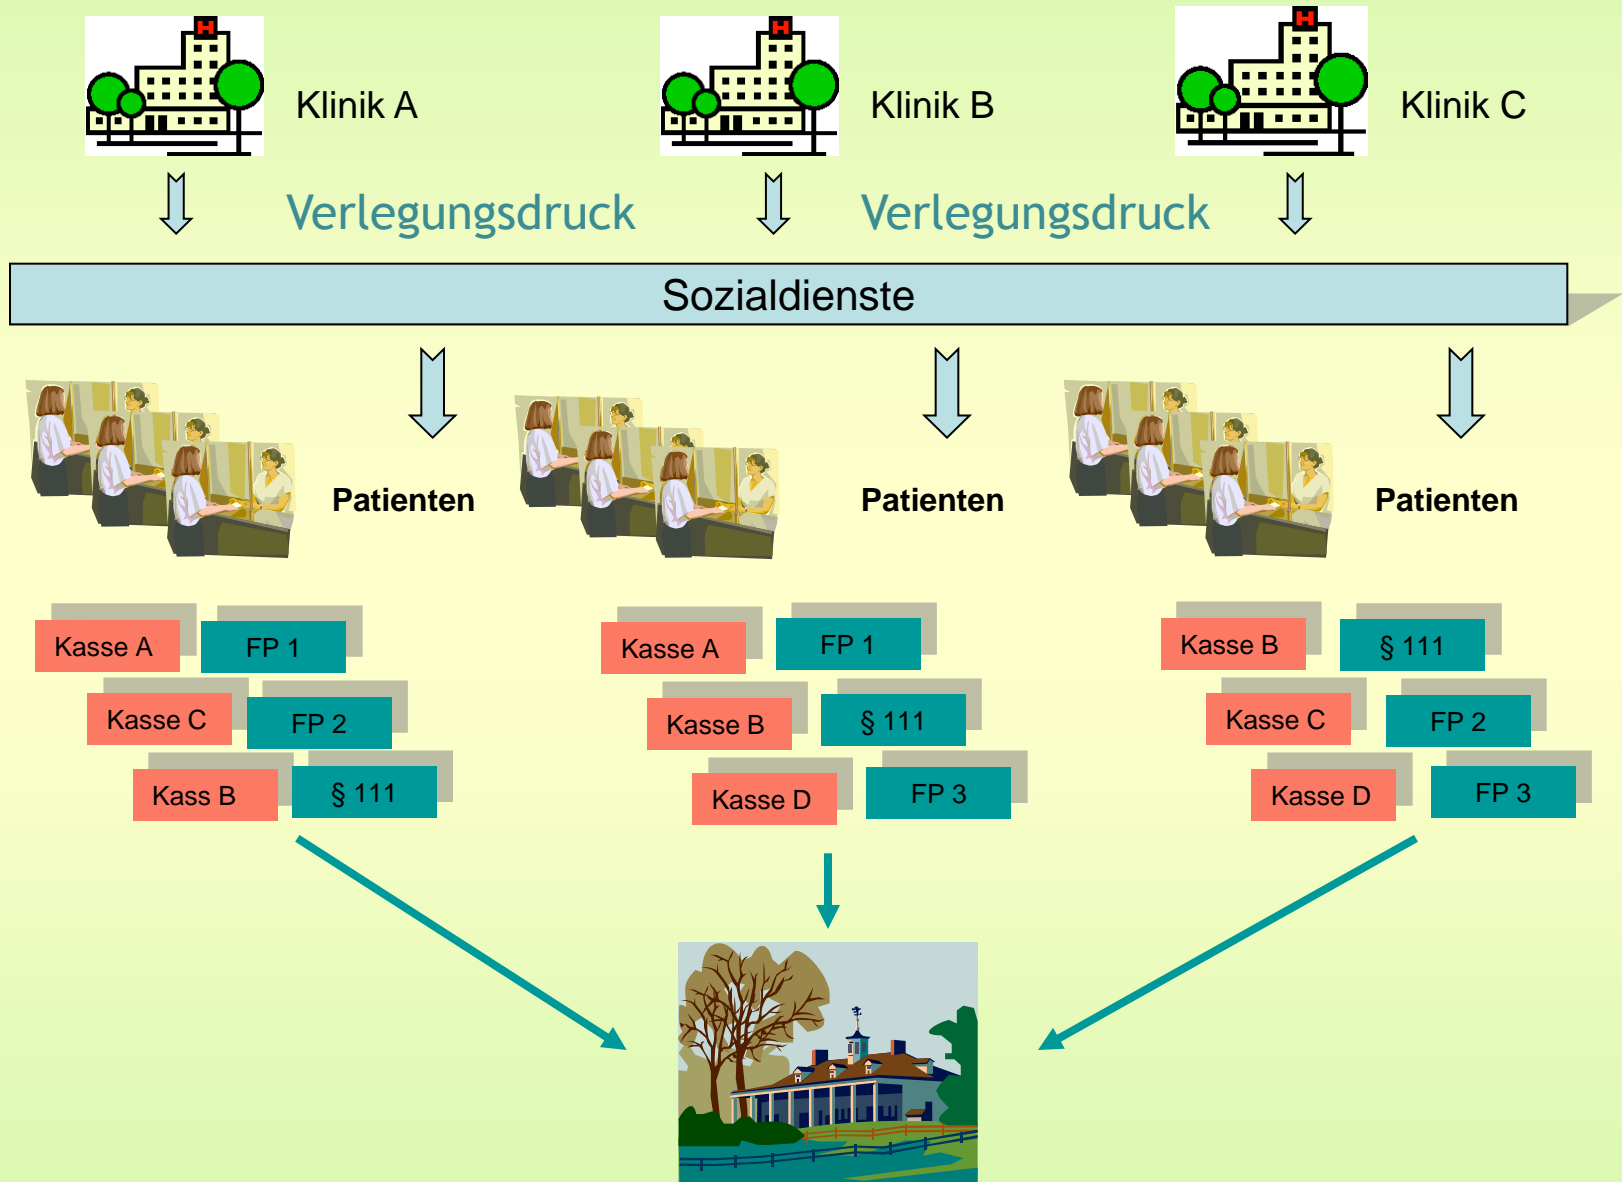 Klinik A
Klinik B
Klinik C
Verlegungsdruck
Verlegungsdruck
Sozialdienste
Patienten
Patienten
Patienten
Kasse A
FP 1
Kasse C
FP 2
Kass B
§ 111
Kasse A
FP 1
Kasse B
§ 111
Kasse D
FP 3
Kasse B
§ 111
Kasse C
FP 2
Kasse D
FP 3